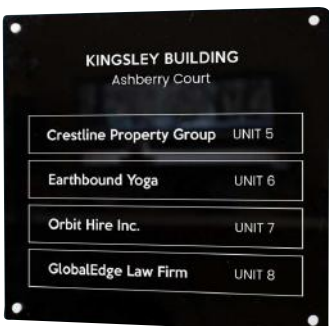 KINGSLEY BUILDING
Ashberry Court
Crestline Property Group UNIT 5
Earthbound Yoga UNIT 6
Orbit Hire Inc. UNIT 7
GlobalEdge Law Firm UNIT 8